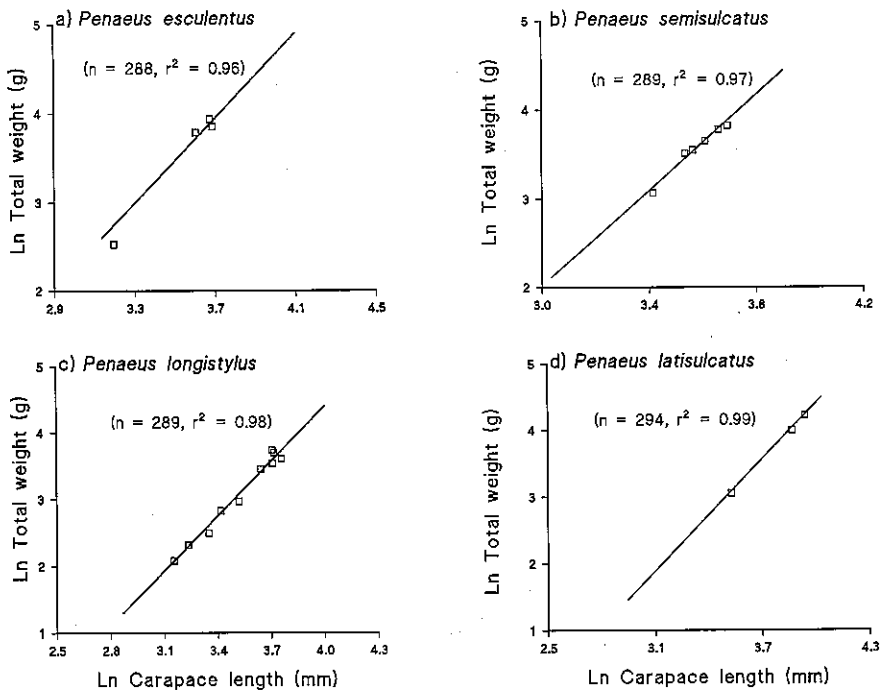 a) Penaeus esculentus
(n = 288, r² = 0.96)
Ln Total weight (g)
5
4
3
2
2.9 3.3 3.7 4.1 4.5
b) Penaeus semisulcatus
(n = 289, r² = 0.97)
Ln Total weight (g)
5
4
3
2
3.0 3.4 3.8 4.2
c) Penaeus longistylus
(n = 289, r² = 0.98)
Ln Total weight (g)
5
4
3
2
1
2.5 2.8 3.1 3.4 3.7 4.0 4.3
Ln Carapace length (mm)
d) Penaeus latisulcatus
(n = 294, r² = 0.99)
Ln Total weight (g)
5
4
3
2
1
2.5 3.1 3.7 4.3
Ln Carapace length (mm)